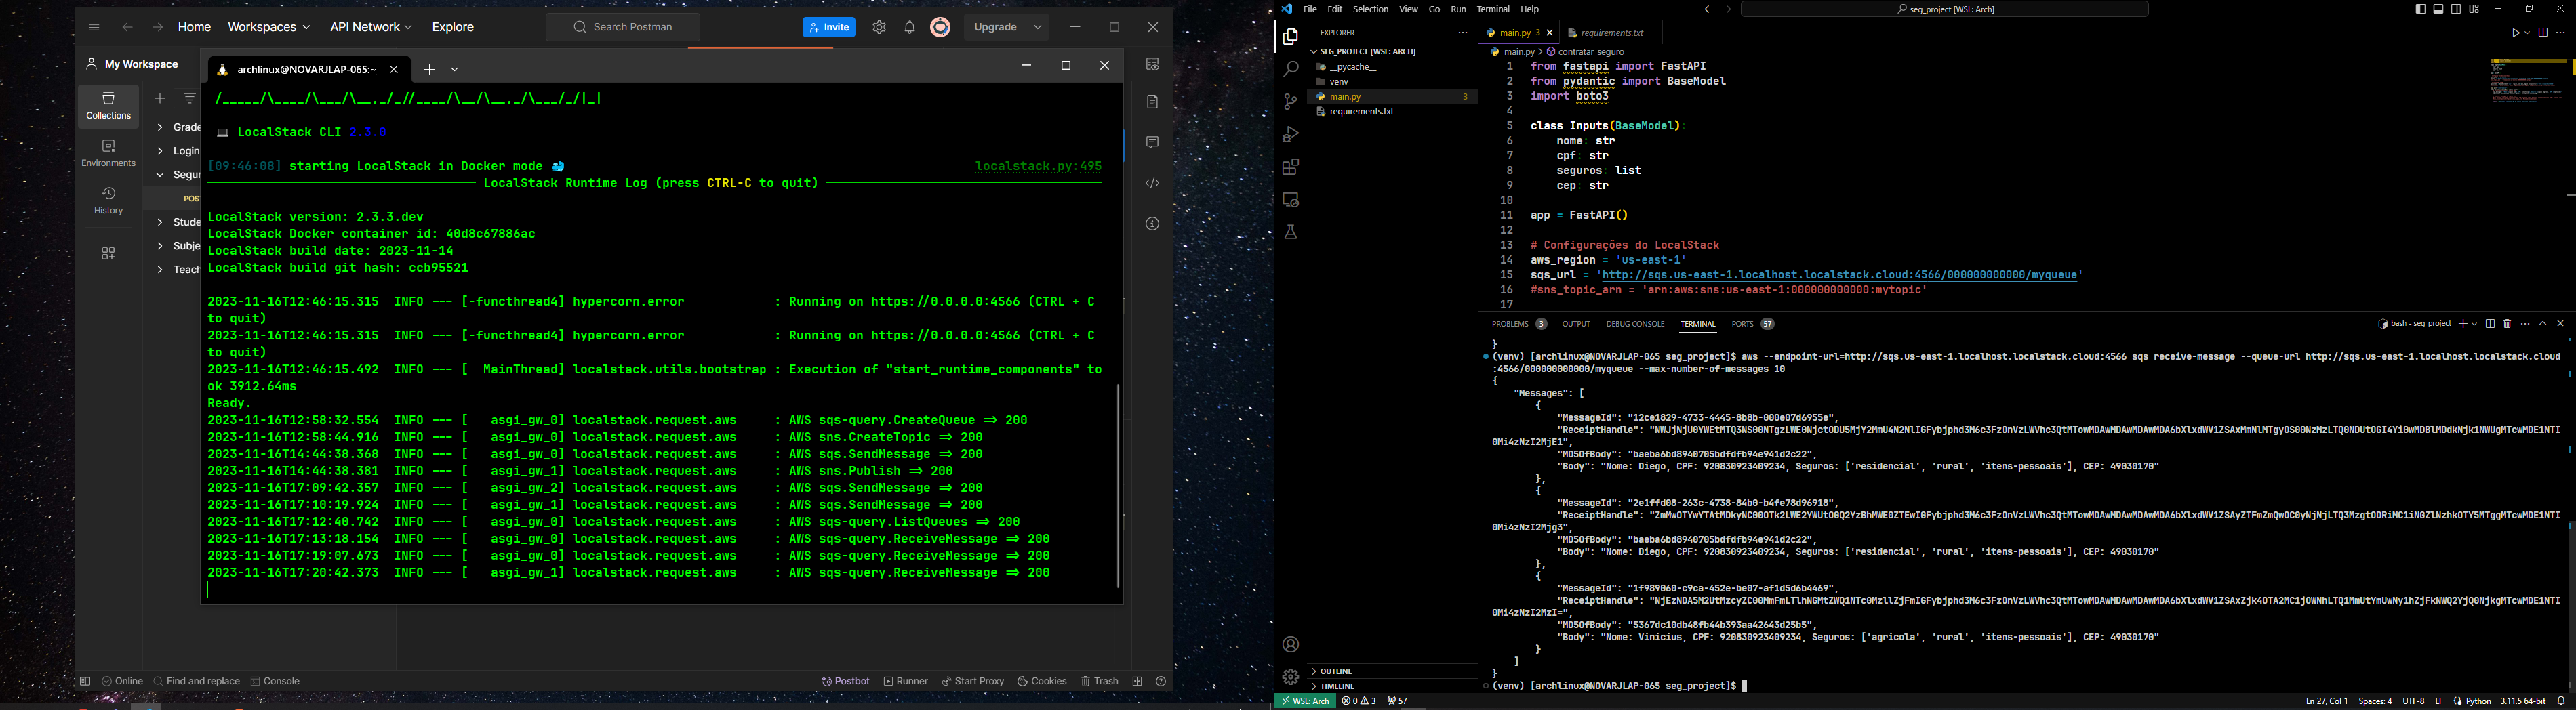 Home
Workspaces
API Network
Explore
Search Postman
Invite
Upgrade
My Workspace
Collections
Environments
History
Grade
Login
Segur
POST
Stude
Subje
Teach
archlinux@NOVARJLAP-065:~
💻 LocalStack CLI 2.3.0
[09:46:08] starting LocalStack in Docker mode 🐳 localstack.py:495
LocalStack Runtime Log (press CTRL-C to quit)
LocalStack version: 2.3.3.dev
LocalStack Docker container id: 40d8c67886ac
LocalStack build date: 2023-11-14
LocalStack build git hash: ccb95521
2023-11-16T12:46:15.315  INFO --- [-functhread4] hypercorn.error            : Running on https://0.0.0.0:4566 (CTRL + C
to quit)
2023-11-16T12:46:15.315  INFO --- [-functhread4] hypercorn.error            : Running on https://0.0.0.0:4566 (CTRL + C
to quit)
2023-11-16T12:46:15.492  INFO --- [  MainThread] localstack.utils.bootstrap : Execution of "start_runtime_components" to
ok 3912.64ms
Ready.
2023-11-16T12:58:32.554  INFO --- [   asgi_gw_0] localstack.request.aws     : AWS sqs-query.CreateQueue => 200
2023-11-16T12:58:44.916  INFO --- [   asgi_gw_0] localstack.request.aws     : AWS sns.CreateTopic => 200
2023-11-16T14:44:38.368  INFO --- [   asgi_gw_0] localstack.request.aws     : AWS sqs.SendMessage => 200
2023-11-16T14:44:38.381  INFO --- [   asgi_gw_1] localstack.request.aws     : AWS sns.Publish => 200
2023-11-16T17:09:42.357  INFO --- [   asgi_gw_2] localstack.request.aws     : AWS sqs.SendMessage => 200
2023-11-16T17:10:19.924  INFO --- [   asgi_gw_1] localstack.request.aws     : AWS sqs.SendMessage => 200
2023-11-16T17:12:40.742  INFO --- [   asgi_gw_0] localstack.request.aws     : AWS sqs-query.ListQueues => 200
2023-11-16T17:13:18.154  INFO --- [   asgi_gw_0] localstack.request.aws     : AWS sqs-query.ReceiveMessage => 200
2023-11-16T17:19:07.673  INFO --- [   asgi_gw_0] localstack.request.aws     : AWS sqs-query.ReceiveMessage => 200
2023-11-16T17:20:42.373  INFO --- [   asgi_gw_1] localstack.request.aws     : AWS sqs-query.ReceiveMessage => 200
Online Find and replace Console
Postbot Runner Start Proxy Cookies Trash
File Edit Selection View Go Run Terminal Help
seg_project [WSL: Arch]
EXPLORER
SEG_PROJECT [WSL: ARCH]
__pycache__
venv
main.py 3
requirements.txt
OUTLINE
TIMELINE
main.py 3 requirements.txt
main.py > contratar_seguro
1 from fastapi import FastAPI
2 from pydantic import BaseModel
3 import boto3
4
5 class Inputs(BaseModel):
6     nome: str
7     cpf: str
8     seguros: list
9     cep: str
10
11 app = FastAPI()
12
13 # Configurações do LocalStack
14 aws_region = 'us-east-1'
15 sqs_url = 'http://sqs.us-east-1.localhost.localstack.cloud:4566/000000000000/myqueue'
16 #sns_topic_arn = 'arn:aws:sns:us-east-1:000000000000:mytopic'
17
PROBLEMS 3 OUTPUT DEBUG CONSOLE TERMINAL PORTS 57
bash - seg_project
}
(venv) [archlinux@NOVARJLAP-065 seg_project]$ aws --endpoint-url=http://sqs.us-east-1.localhost.localstack.cloud:4566 sqs receive-message --queue-url http://sqs.us-east-1.localhost.localstack.cloud
:4566/000000000000/myqueue --max-number-of-messages 10
{
"Messages": [
{
"MessageId": "12ce1829-4733-4445-8b8b-000e07d6955e",
"ReceiptHandle":
"MD5OfBody": "baeba6bd8940705bdfdfb94e941d2c22",
"Body": "Nome: Diego, CPF: 920830923409234, Seguros: ['residencial', 'rural', 'itens-pessoais'], CEP: 49030170"
},
{
"MessageId": "2e1ffd08-263c-4738-84b0-b4fe78d96918",
"ReceiptHandle":
"MD5OfBody": "baeba6bd8940705bdfdfb94e941d2c22",
"Body": "Nome: Diego, CPF: 920830923409234, Seguros: ['residencial', 'rural', 'itens-pessoais'], CEP: 49030170"
},
{
"MessageId": "1f989060-c9ca-452e-be07-af1d5d6b4469",
"ReceiptHandle":
"MD5OfBody": "5367dc10db48fb44b393aa42643d25b5",
"Body": "Nome: Vinicius, CPF: 920830923409234, Seguros: ['agricola', 'rural', 'itens-pessoais'], CEP: 49030170"
}
]
}
(venv) [archlinux@NOVARJLAP-065 seg_project]$
WSL: Arch 0 3 57
Ln 27, Col 1 Spaces: 4 UTF-8 LF Python 3.11.5 64-bit